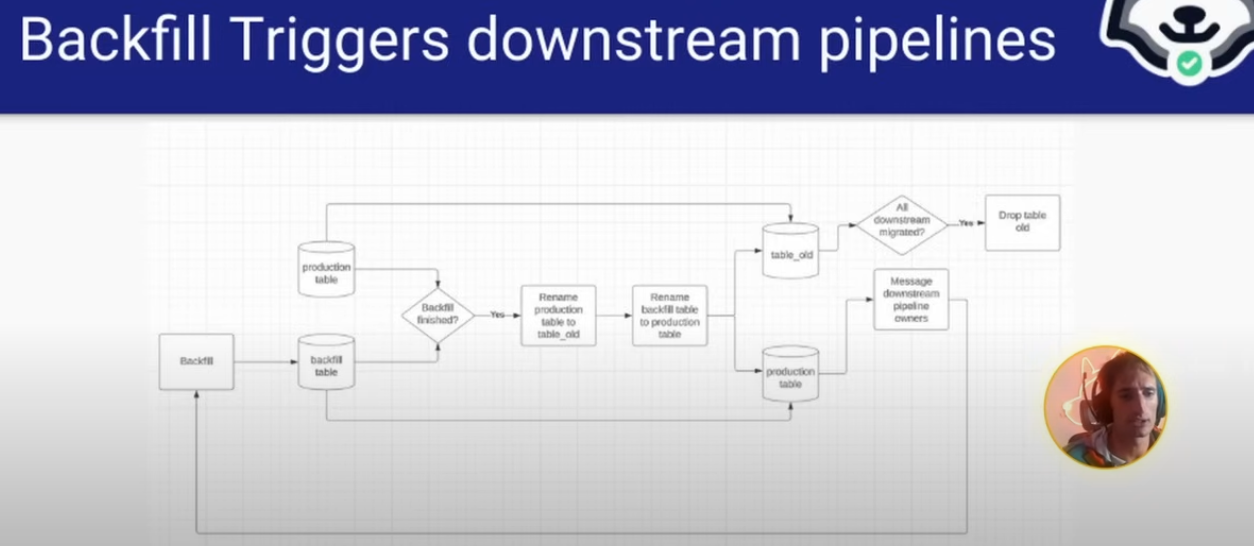 Backfill Triggers downstream pipelines
All
downstream
migrated?
Yes
Drop table
old
table_old
production
table
Message
downstream
pipeline
owners
Backfill
finished?
Yes
Rename
production
table to
table_old
Rename
backfill table
to production
table
Backfill
backfill
table
production
table